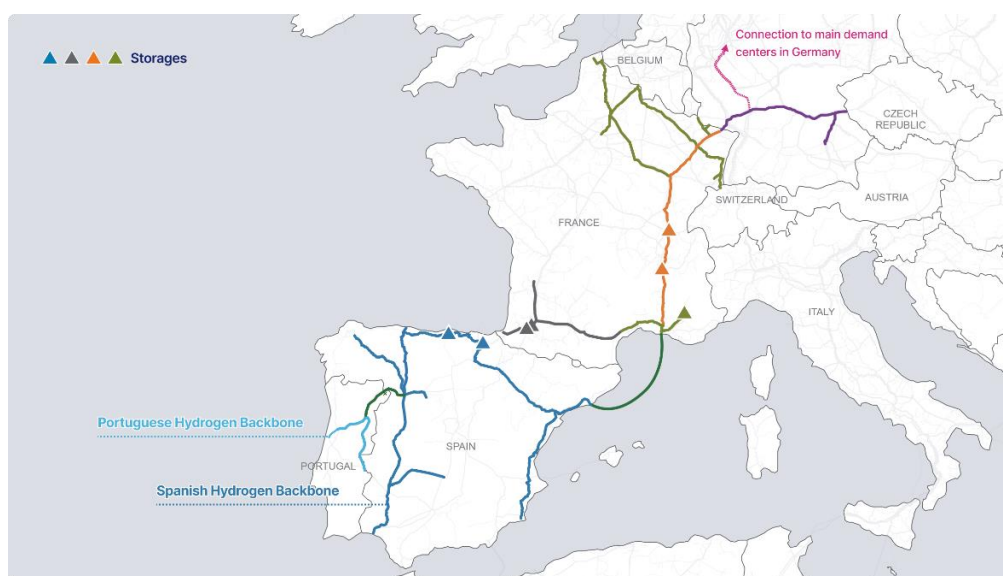 Storages
Connection to main demand
centers in Germany
BELGIUM
CZECH
REPUBLIC
SWITZERLAND
AUSTRIA
FRANCE
ITALY
Portuguese Hydrogen Backbone
SPAIN
PORTUGAL
Spanish Hydrogen Backbone